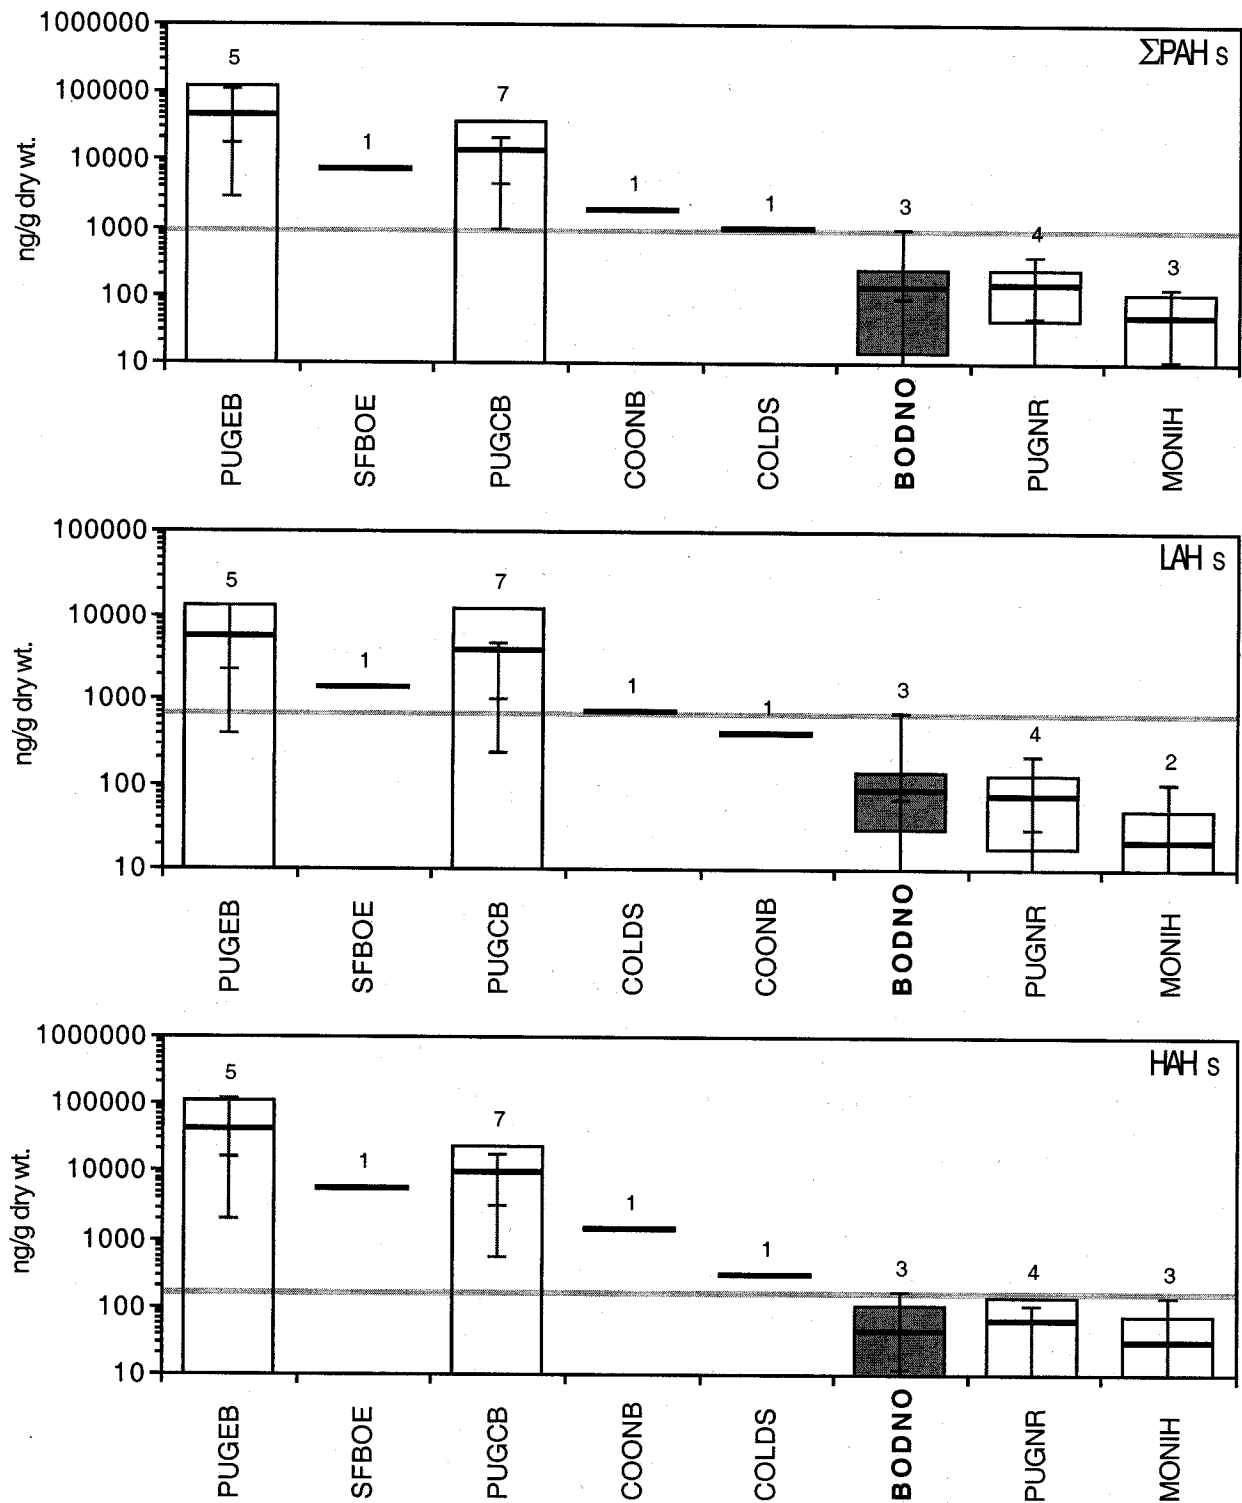 1000000
ΣPAH s
5
100000
7
ng/g dry wt.
1
10000
1
1
3
1000
4
3
100
10
PUGEB
SFBOE
PUGCB
COONB
COLDS
BODNO
PUGNR
MONIH
100000
LAH s
5
7
10000
ng/g dry wt.
1
1
3
1000
1
4
2
100
10
PUGEB
SFBOE
PUGCB
COLDS
COONB
BODNO
PUGNR
MONIH
1000000
HAH s
5
100000
7
ng/g dry wt.
1
10000
1
1000
1
3
4
3
100
10
PUGEB
SFBOE
PUGCB
COONB
COLDS
BODNO
PUGNR
MONIH